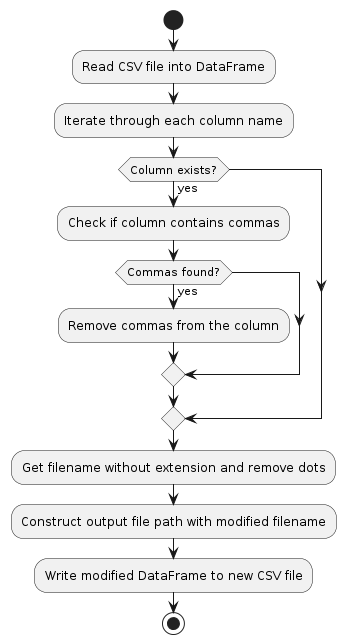 Read CSV file into DataFrame
Iterate through each column name
Column exists?
yes
Check if column contains commas
Commas found?
yes
Remove commas from the column
Get filename without extension and remove dots
Construct output file path with modified filename
Write modified DataFrame to new CSV file